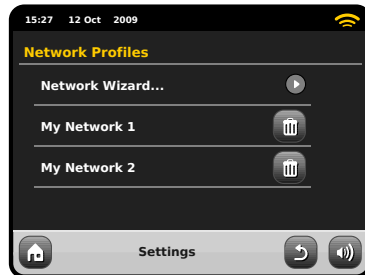 15:27 12 Oct 2009
Network Profiles
Network Wizard...
My Network 1
My Network 2
Settings